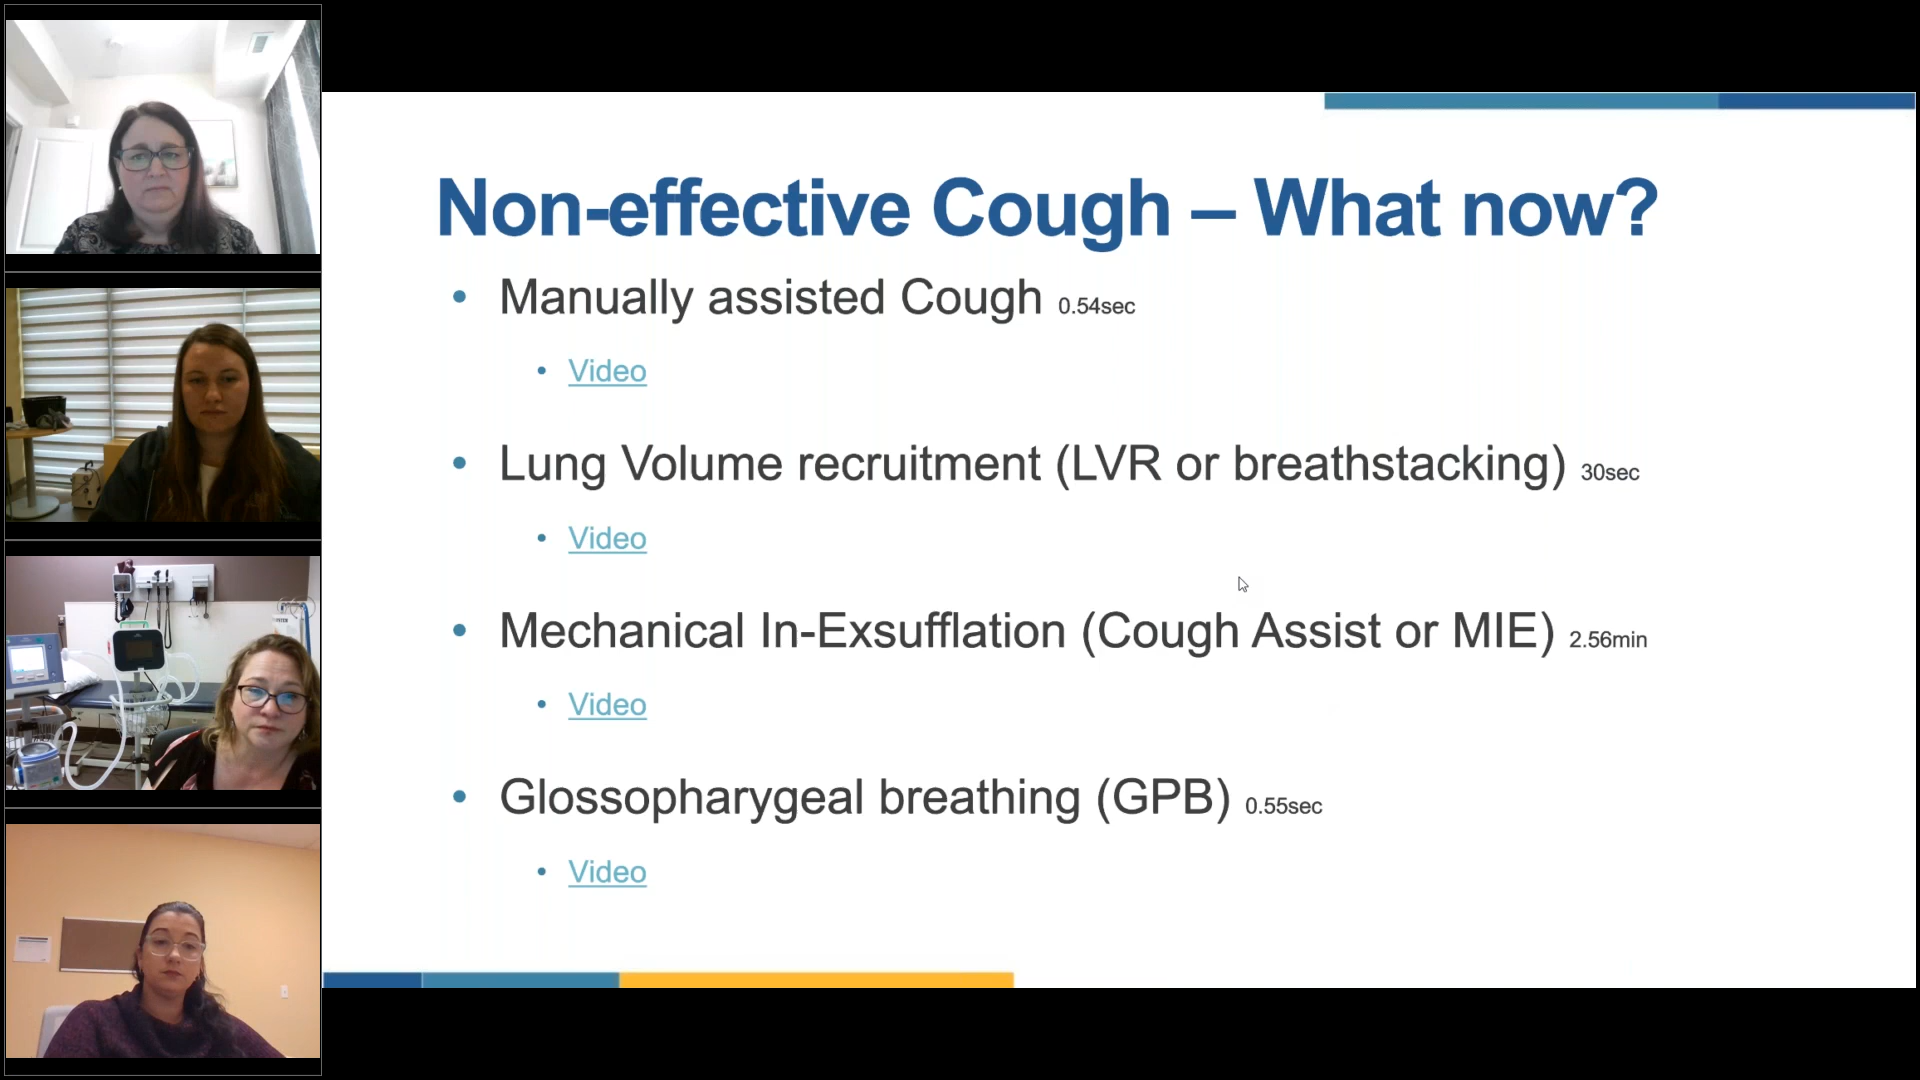 Non-effective Cough – What now?
• Manually assisted Cough 0.54sec
• Video
• Lung Volume recruitment (LVR or breathstacking) 30sec
• Video
• Mechanical In-Exsufflation (Cough Assist or MIE) 2.56min
• Video
• Glossopharygeal breathing (GPB) 0.55sec
• Video